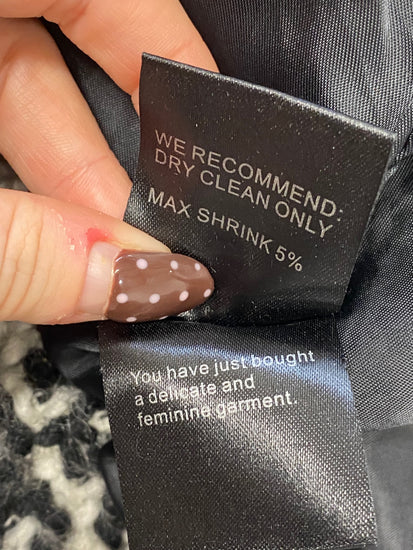 WE RECOMMEND:
DRY CLEAN ONLY
MAX SHRINK 5%
You have just bought
a delicate and
feminine garment.